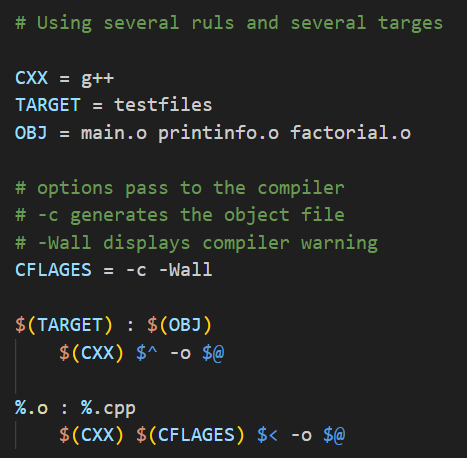 # Using several ruls and several targes
CXX = g++
TARGET = testfiles
OBJ = main.o printinfo.o factorial.o
# options pass to the compiler
# -c generates the object file
# -Wall displays compiler warning
CFLAGES = -c -Wall
$(TARGET) : $(OBJ)
$(CXX) $^ -o $@
%.o : %.cpp
$(CXX) $(CFLAGES) $< -o $@